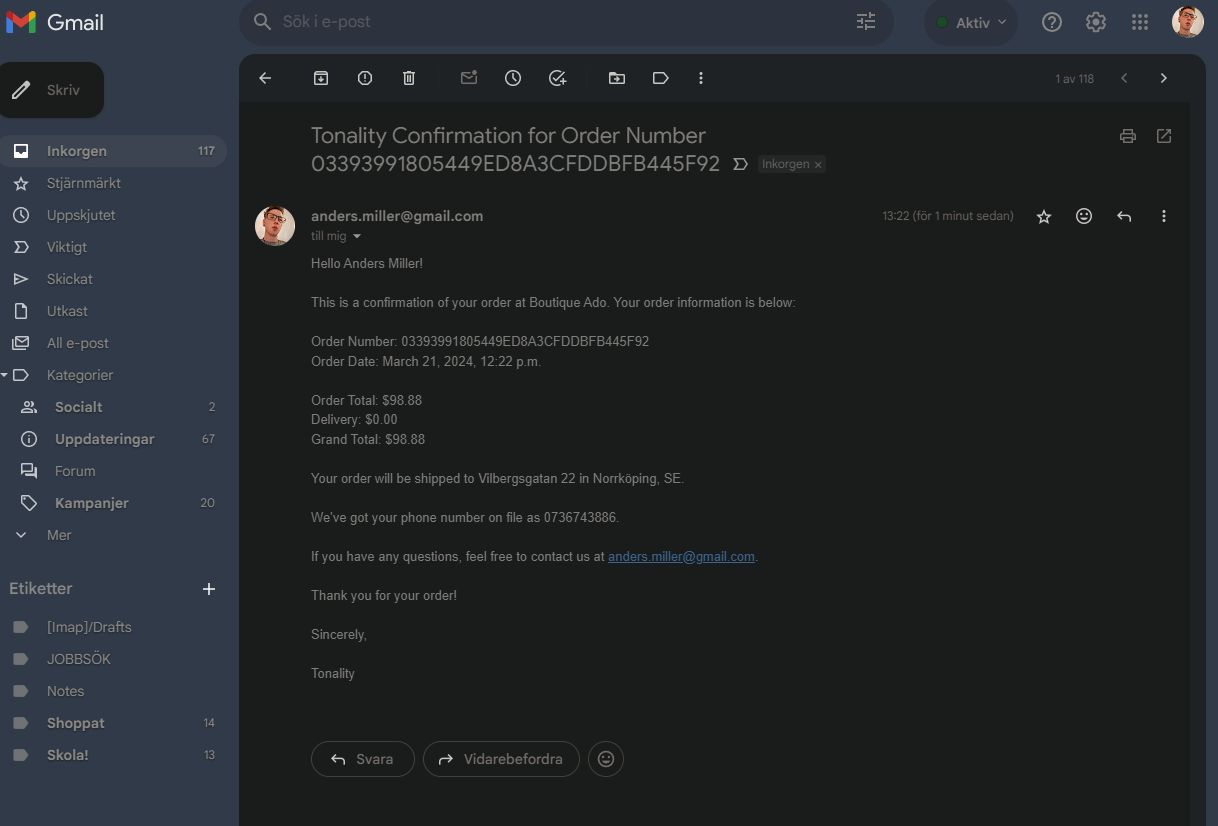 Gmail
Sök i e-post
Aktiv
Skriv
1 av 118
Inkorgen 117
Stjärnmärkt
Uppskjutet
Viktigt
Skickat
Utkast
All e-post
Kategorier
Socialt 2
Uppdateringar 67
Forum
Kampanjer 20
Mer
Etiketter
[Imap]/Drafts
JOBBSÖK
Notes
Shoppat 14
Skola! 13
Tonality Confirmation for Order Number
03393991805449ED8A3CFDDBFB445F92 Inkorgen ×
anders.miller@gmail.com 13:22 (för 1 minut sedan)
till mig
Hello Anders Miller!
This is a confirmation of your order at Boutique Ado. Your order information is below:
Order Number: 03393991805449ED8A3CFDDBFB445F92
Order Date: March 21, 2024, 12:22 p.m.
Order Total: $98.88
Delivery: $0.00
Grand Total: $98.88
Your order will be shipped to Vilbergsgatan 22 in Norrköping, SE.
We've got your phone number on file as 0736743886.
If you have any questions, feel free to contact us at anders.miller@gmail.com.
Thank you for your order!
Sincerely,
Tonality
Svara
Vidarebefordra